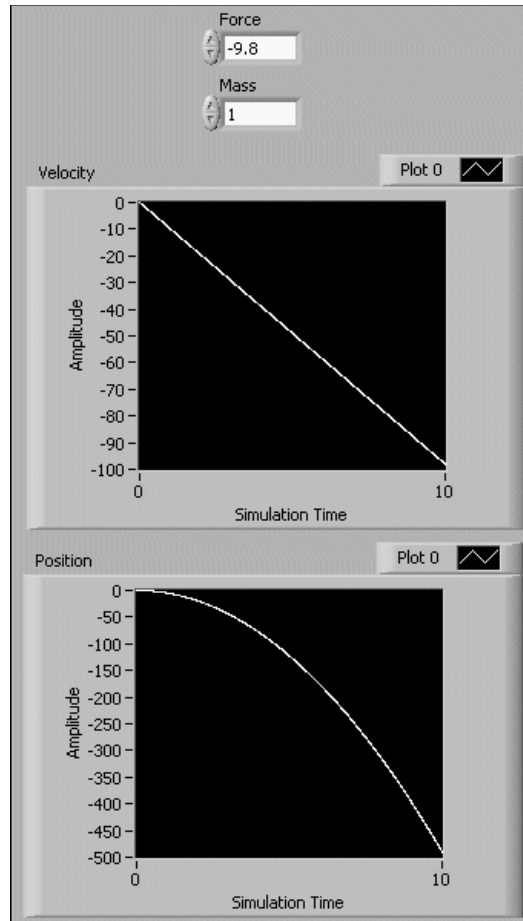 Force
-9.8
Mass
1
Velocity
Plot 0
0
-10
-20
-30
-40
-50
-60
-70
-80
-90
-100
Amplitude
0 10
Simulation Time
Position
Plot 0
0
-50
-100
-150
-200
-250
-300
-350
-400
-450
-500
Amplitude
0 10
Simulation Time